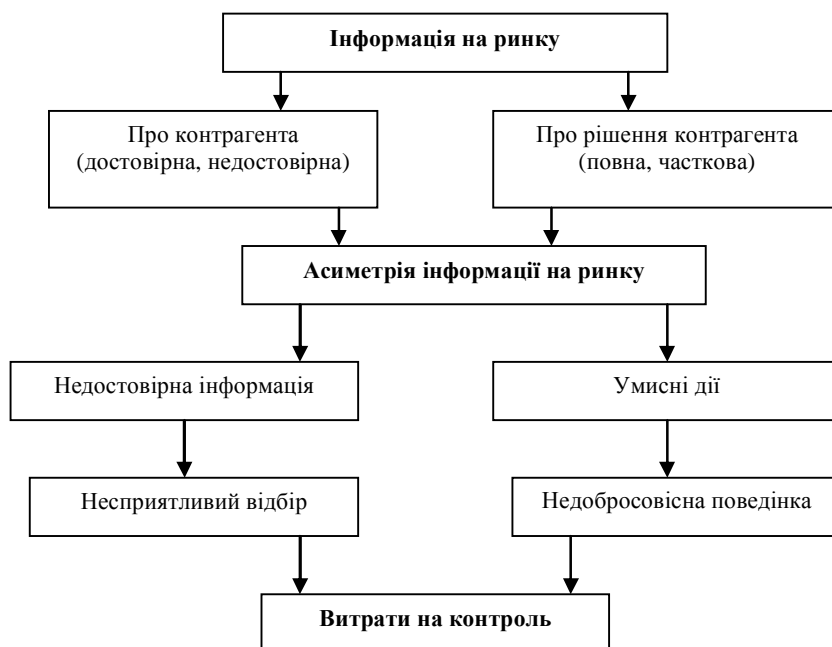 Інформація на ринку
Про контрагента
(достовірна, недостовірна)
Про рішення контрагента
(повна, часткова)
Асиметрія інформації на ринку
Недостовірна інформація
Умисні дії
Несприятливий відбір
Недобросовісна поведінка
Витрати на контроль